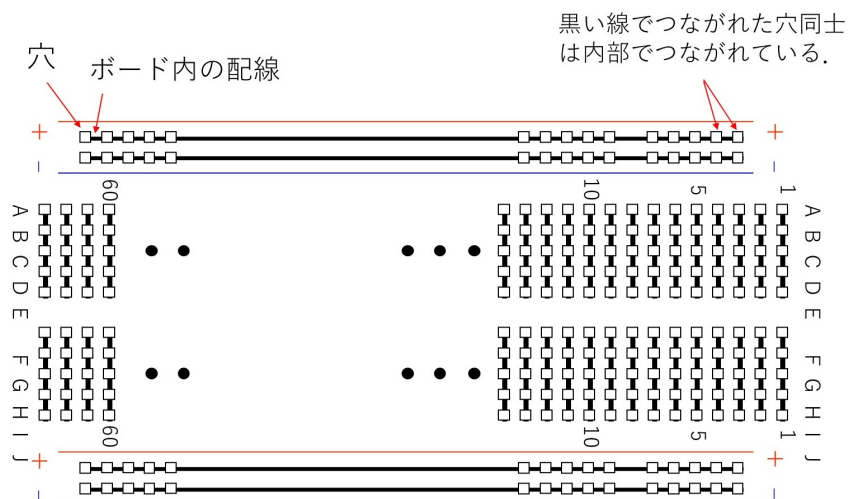 黒い線でつながれた穴同士
は内部でつながれている.
穴
ボード内の配線
+ +
- -
60 10 5 1
A A
B B
C C
D D
E E
F F
G G
H H
I I
J J
60 10 5 1
+ +
- -